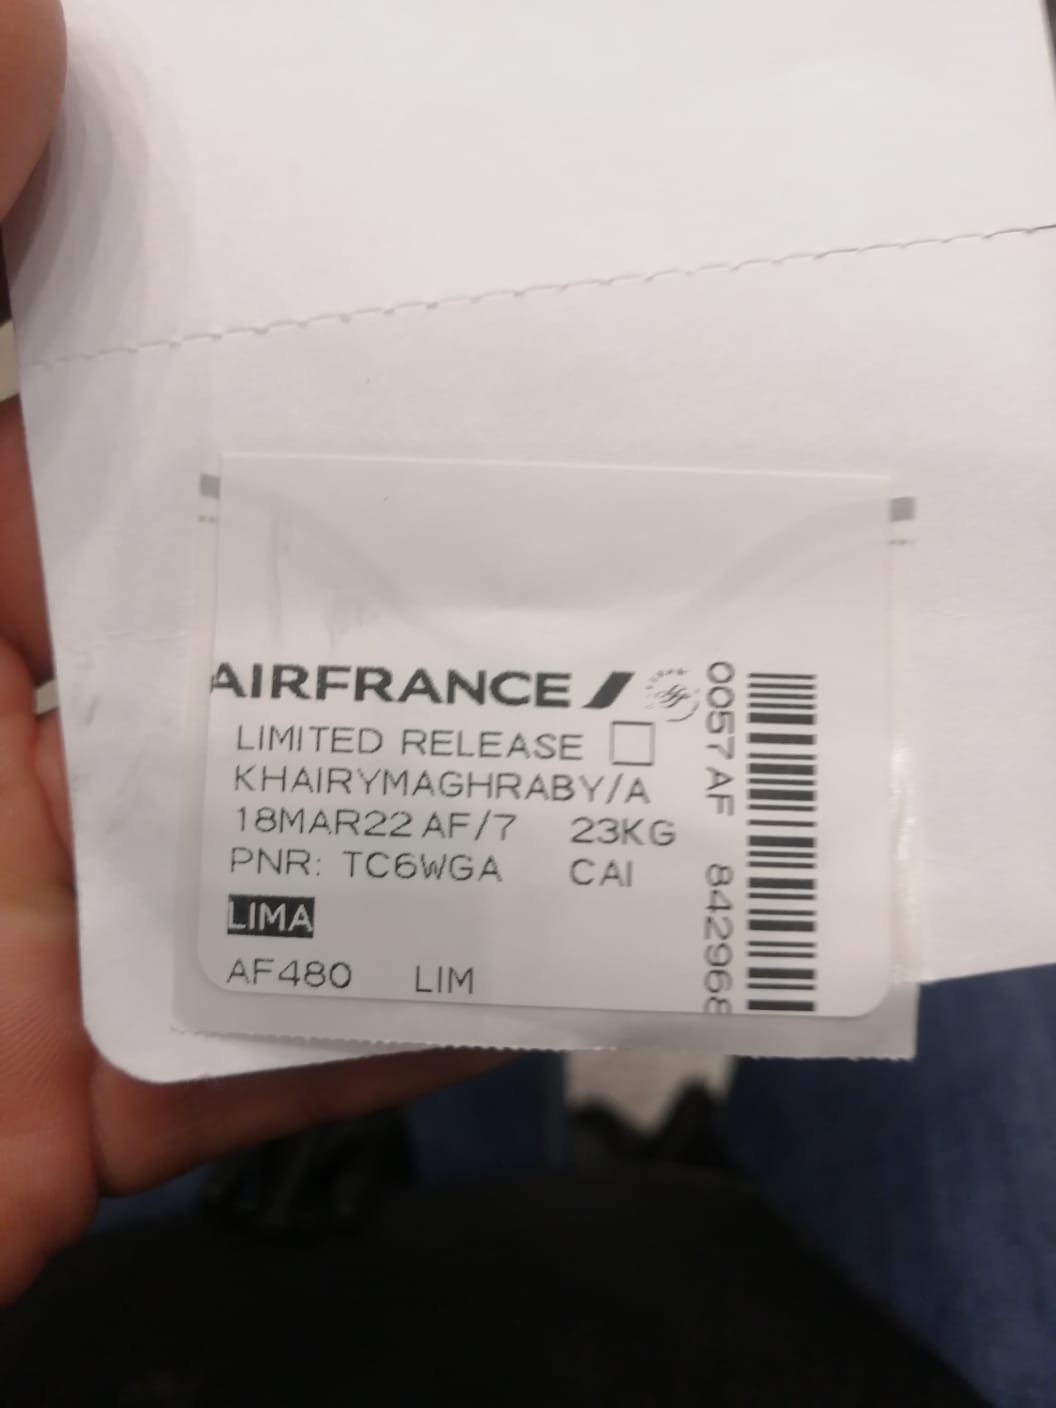 AIRFRANCE
LIMITED RELEASE
KHAIRYMAGHRABY/A
18MAR22 AF/7 23KG
PNR: TC6WGA CAI
LIMA
AF480 LIM
0057 AF 842968